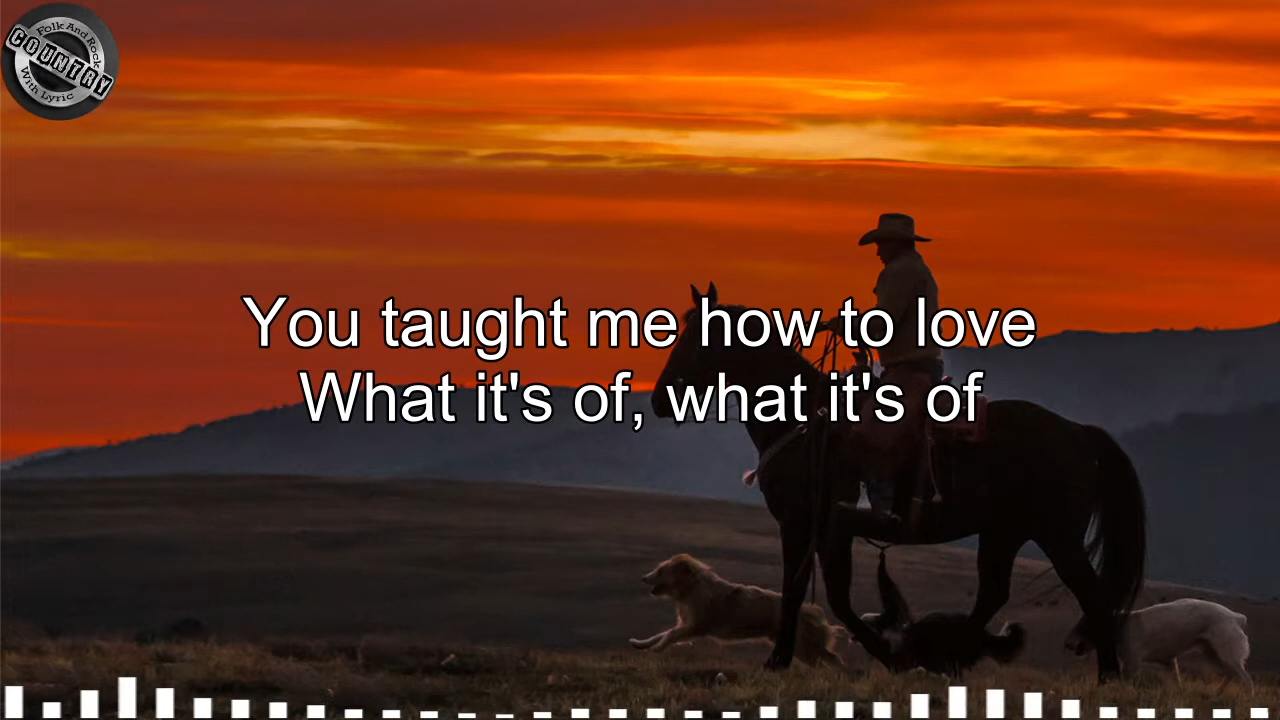 Folk And Rock
COUNTRY
With Lyric
You taught me how to love
What it's of, what it's of